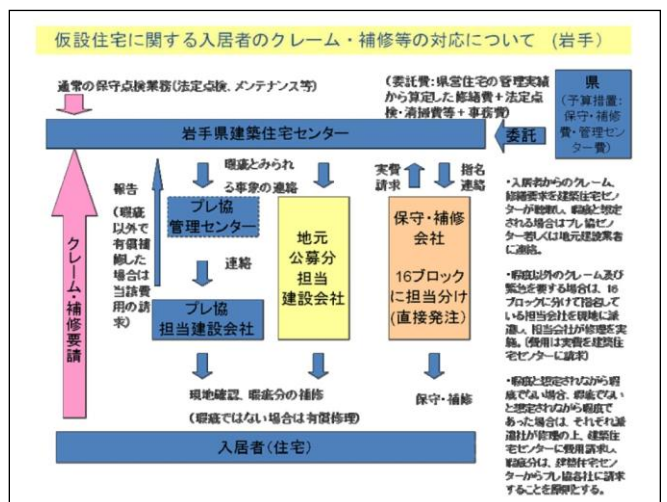 仮設住宅に関する入居者のクレーム・補修等の対応について (岩手)
通常の保守点検業務(法定点検、メンテナンス等)
(委託費:県営住宅の管理実績
から算定した修繕費+法定点
検・清掃費等+事務費)
県
(予算措置:
保守・補修
費・管理セン
ター費)
委託
岩手県建築住宅センター
クレーム・補修要請
報告
(瑕疵
以外で
有償補
修した
場合は
当該費
用の請
求)
瑕疵とみられ
る事象の連絡
プレ協
管理センター
連絡
プレ協
担当建設会社
地元
公募分
担当
建設会社
実費
請求
指名
連絡
保守・補修
会社
16ブロック
に担当分け
(直接発注)
現地確認、瑕疵分の補修
(瑕疵ではない場合は有償修理)
保守・補修
入居者(住宅)
・入居者からのクレーム、
修繕要求を建築住宅セン
ターが聴取し、瑕疵と想定
される場合はプレ協セン
ター若しくは地元建設業者
に連絡。
・瑕疵以外のクレーム及び
緊急を要する場合は、16
ブロックに分けて指名して
いる担当会社を現地に派
遣し、担当会社が修理を実
施。(費用は実費を建築住
宅センターに請求)
・瑕疵と想定されながら瑕
疵でない場合、瑕疵でない
と想定されながら瑕疵で
あった場合は、それぞれ派
遣社が修理の上、建築住
宅センターに費用請求し、
瑕疵分は、建築住宅セン
ターからプレ協各社に請求
することを原則とする。